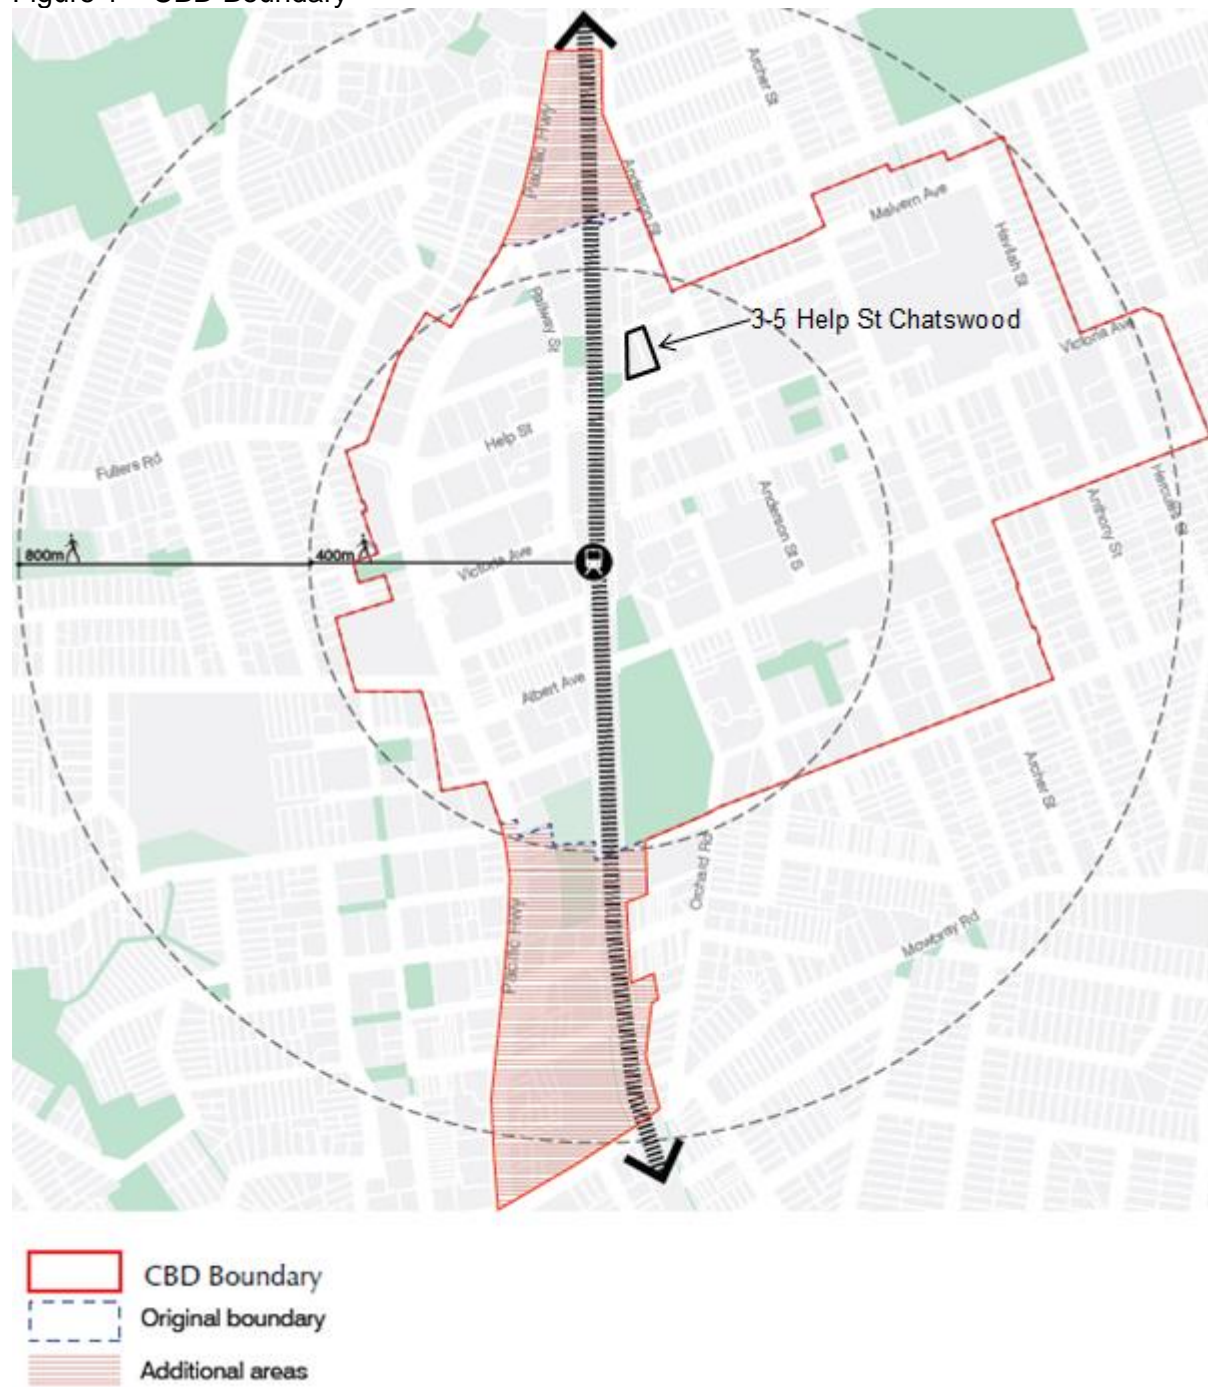 Figure 1 – CBD Boundary
Archer St
Pacific Hwy
Anderson St
Malvern Ave
Havilah St
Railway St
3-5 Help St Chatswood
Victoria Ave
Help St
Fullers Rd
Anderson St S
Anthony St
Hercules St
800m
400m
Victoria Ave
Albert Ave
Archer St
Orchard Rd
Pacific Hwy
Mowbray Rd
CBD Boundary
Original boundary
Additional areas